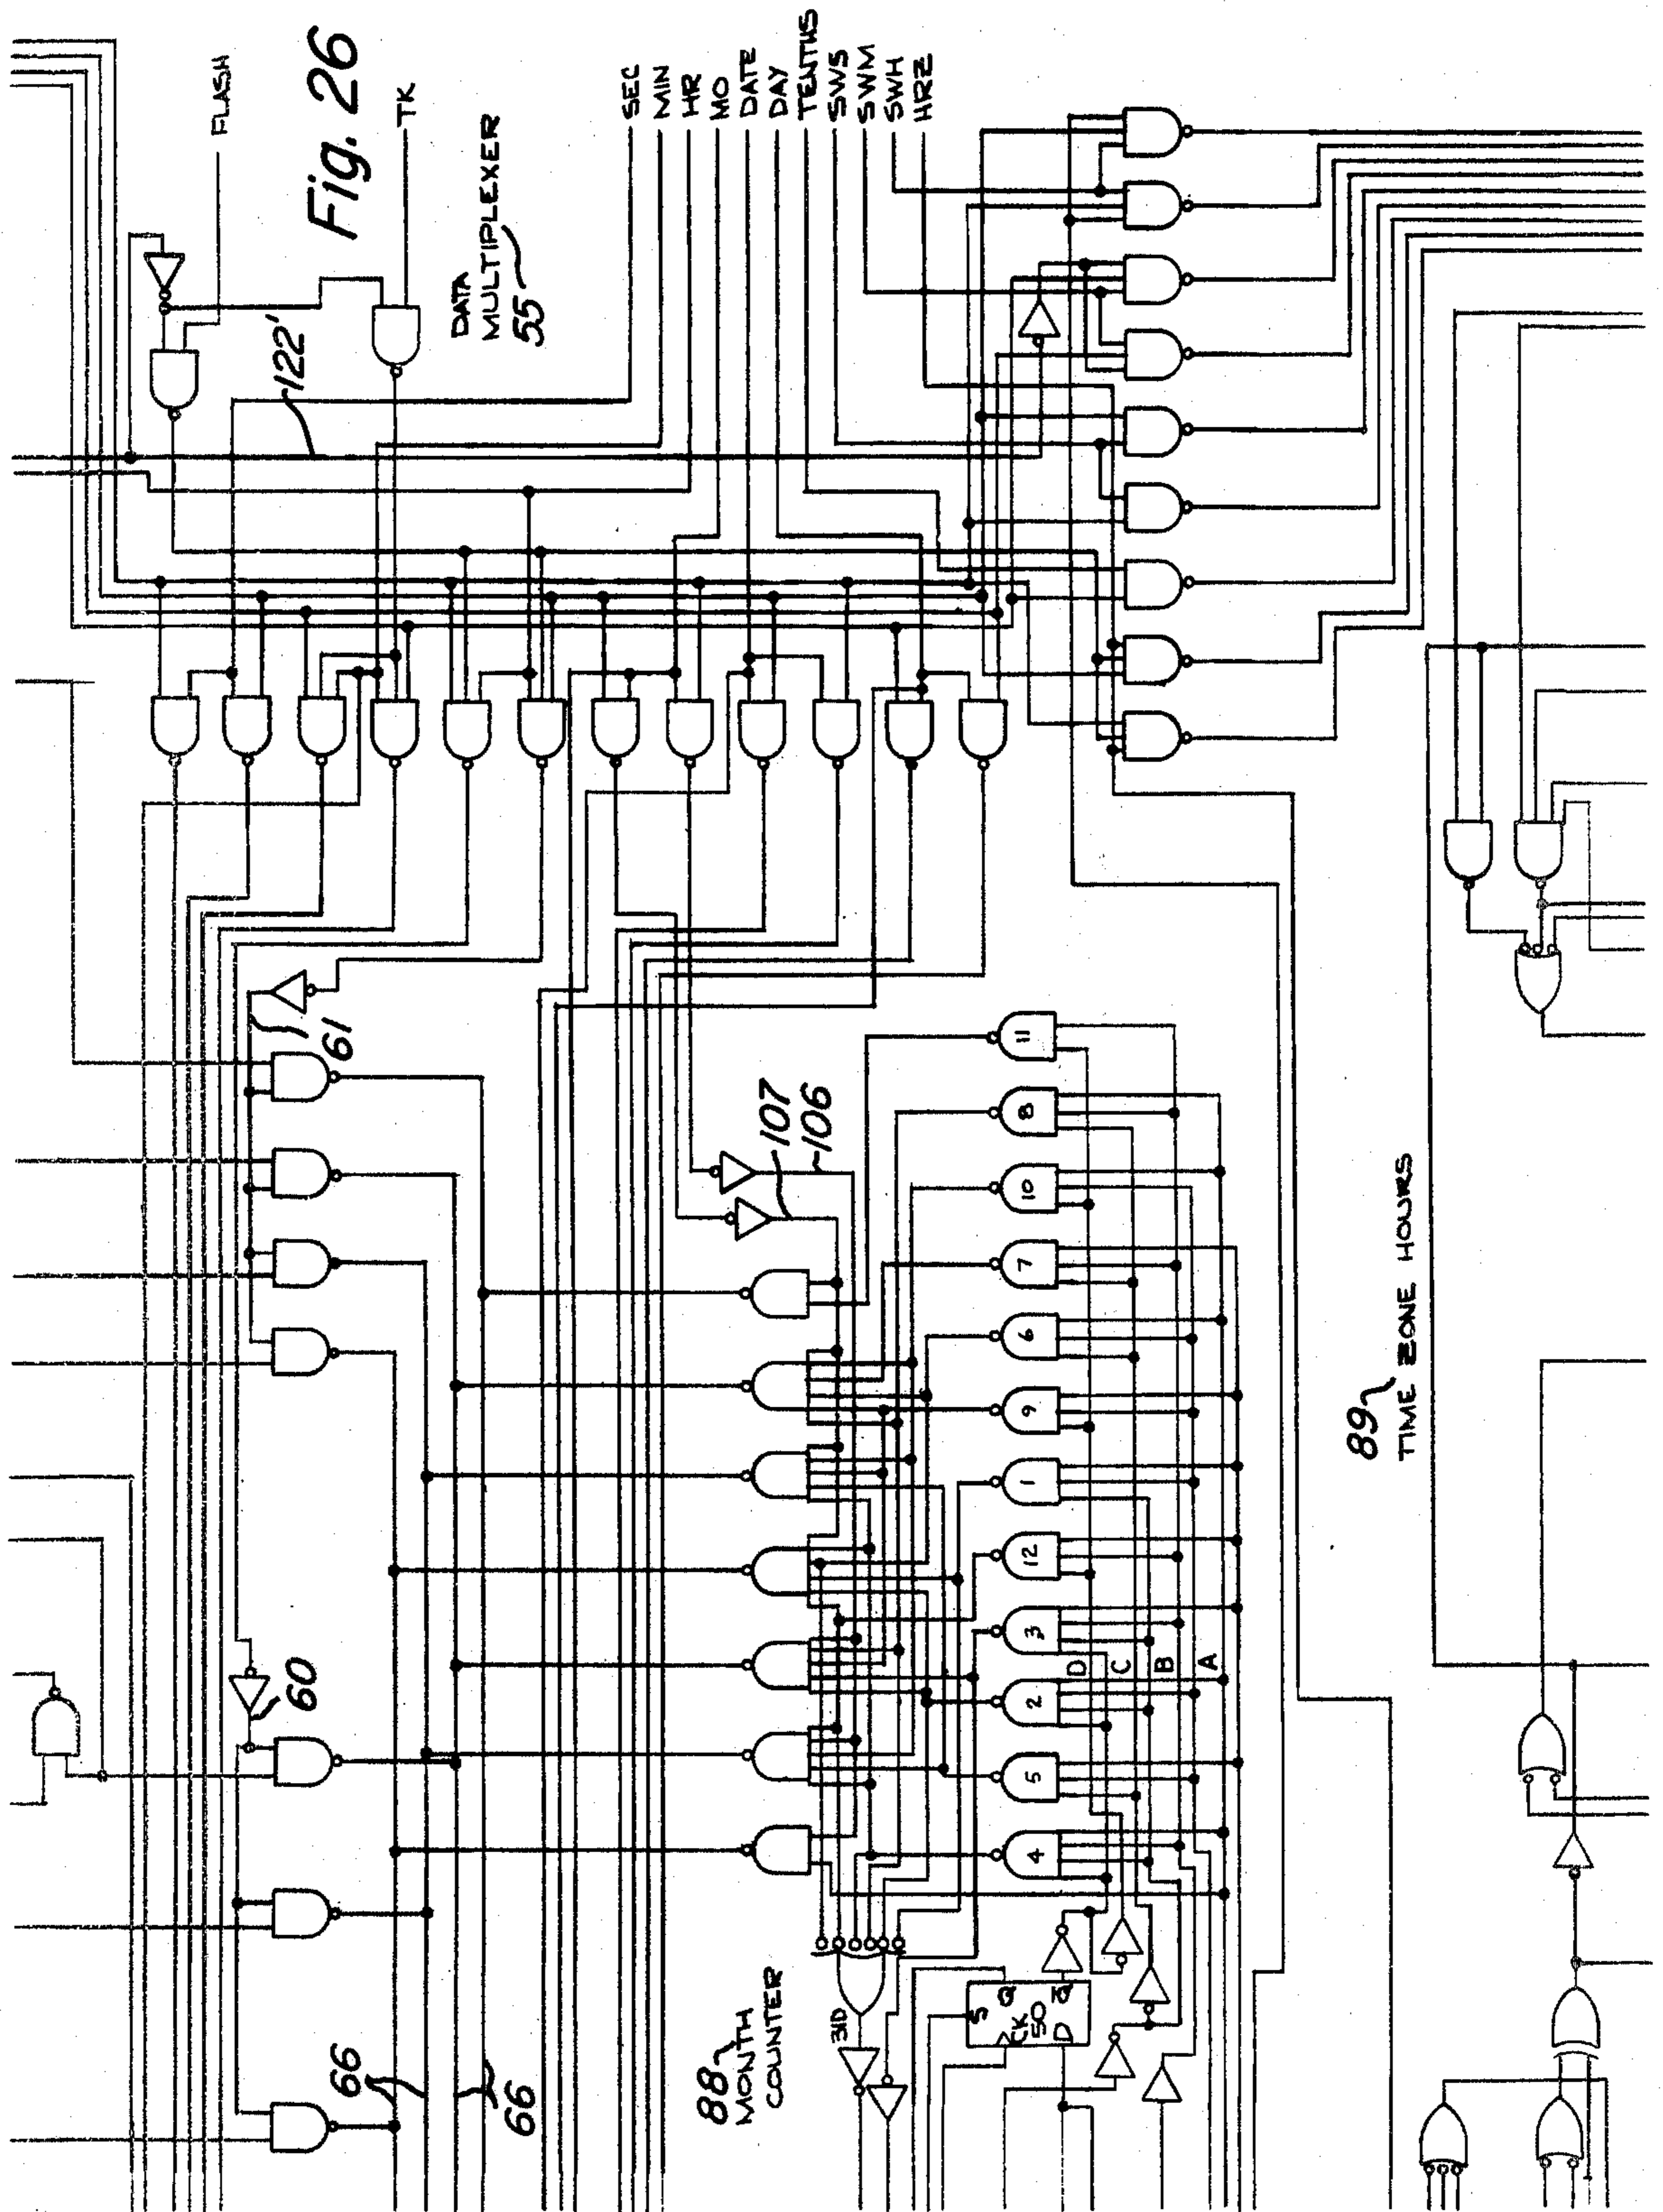 Fig. 26
FLASH
TK
DATA
MULTIPLEXER
55
122'
SEC
MIN
HR
MO
DATE
DAY
TENTHS
SWS
SWM
SWH
HRZ
61
60
66
66
107
106
11
8
10
7
6
9
1
12
3
2
5
4
D
C
B
A
88
MONTH
COUNTER
31D
S
Q
CK
50
D
Q̅
89
TIME ZONE HOURS